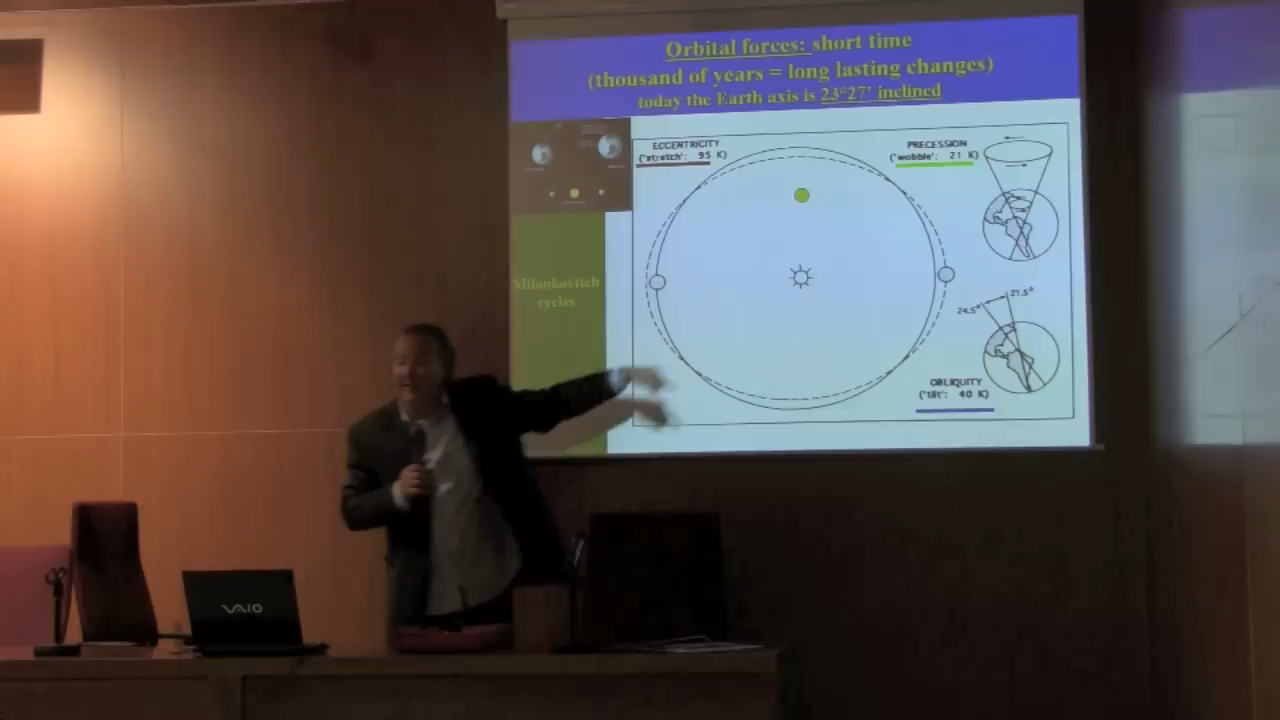 Orbital forces: short time
(thousand of years = long lasting changes)
today the Earth axis is 23°27' inclined
ECCENTRICITY
('stretch': 95 K)
PRECESSION
('wobble': 21 K)
Milankovitch
cycles
21.5°
24.5°
OBLIQUITY
('tilt': 40 K)
VAIO